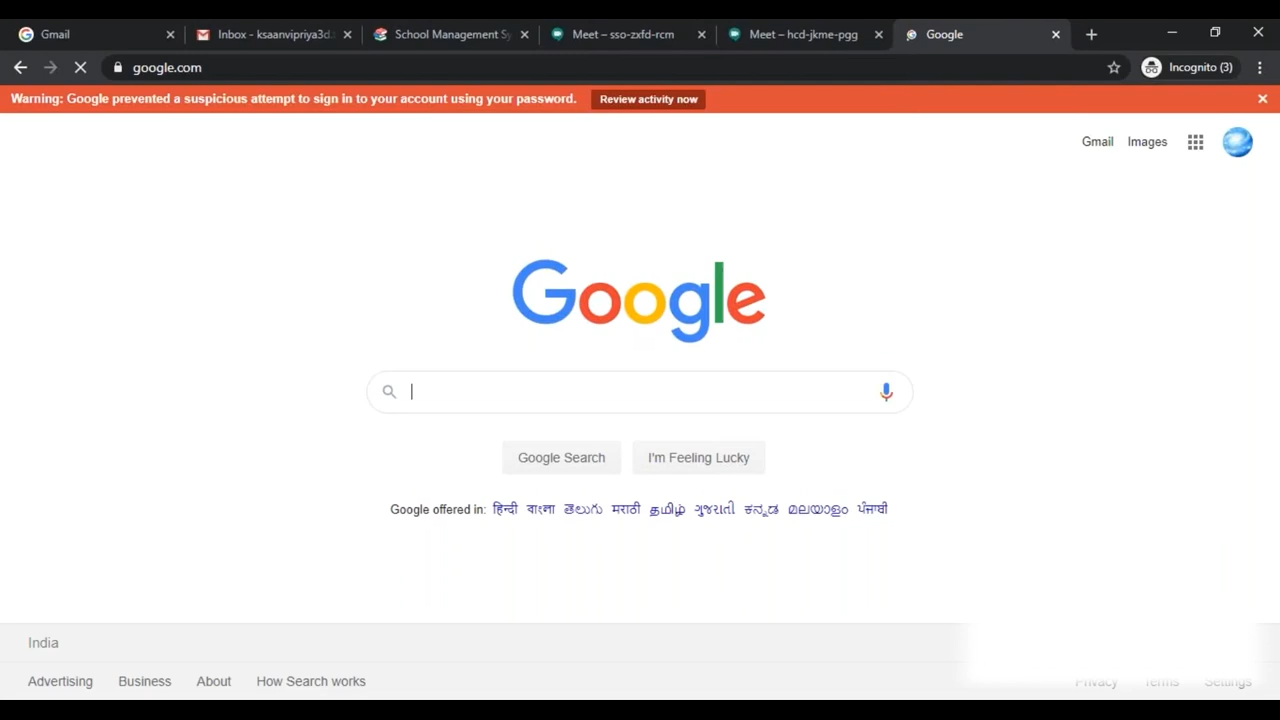 Gmail
Inbox - ksaanvipriya3d.
School Management Sy
Meet – sso-zxfd-rcm
Meet – hcd-jkme-pgg
Google
google.com
Incognito (3)
Warning: Google prevented a suspicious attempt to sign in to your account using your password.
Review activity now
Gmail Images
Google
Google Search
I'm Feeling Lucky
Google offered in: हिन्दी বাংলা తెలుగు मराठी தமிழ் ગુજરાતી ಕನ್ನಡ മലയാളം ਪੰਜਾਬੀ
India
Advertising Business About How Search works
Privacy Terms Settings